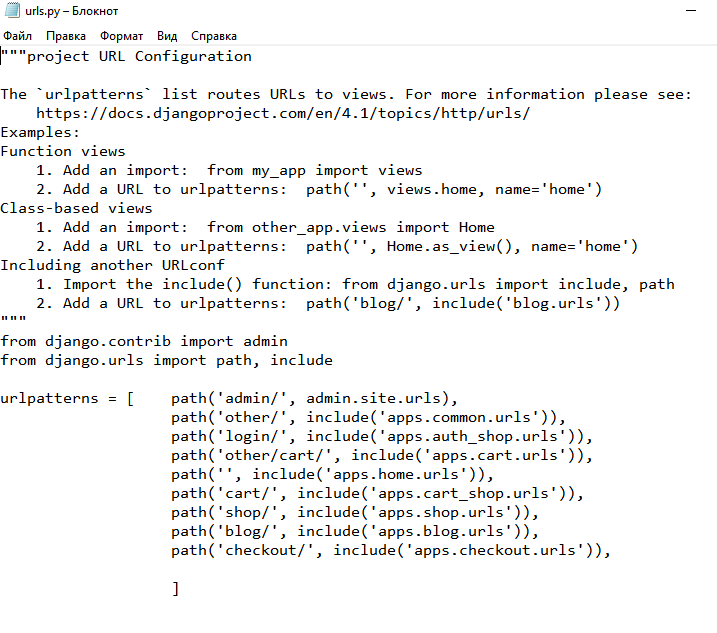 urls.py – Блокнот
Файл Правка Формат Вид Справка
"""project URL Configuration

The `urlpatterns` list routes URLs to views. For more information please see:
    https://docs.djangoproject.com/en/4.1/topics/http/urls/
Examples:
Function views
    1. Add an import:  from my_app import views
    2. Add a URL to urlpatterns:  path('', views.home, name='home')
Class-based views
    1. Add an import:  from other_app.views import Home
    2. Add a URL to urlpatterns:  path('', Home.as_view(), name='home')
Including another URLconf
    1. Import the include() function: from django.urls import include, path
    2. Add a URL to urlpatterns:  path('blog/', include('blog.urls'))
"""
from django.contrib import admin
from django.urls import path, include

urlpatterns = [    path('admin/', admin.site.urls),
                   path('other/', include('apps.common.urls')),
                   path('login/', include('apps.auth_shop.urls')),
                   path('other/cart/', include('apps.cart.urls')),
                   path('', include('apps.home.urls')),
                   path('cart/', include('apps.cart_shop.urls')),
                   path('shop/', include('apps.shop.urls')),
                   path('blog/', include('apps.blog.urls')),
                   path('checkout/', include('apps.checkout.urls')),

                   ]